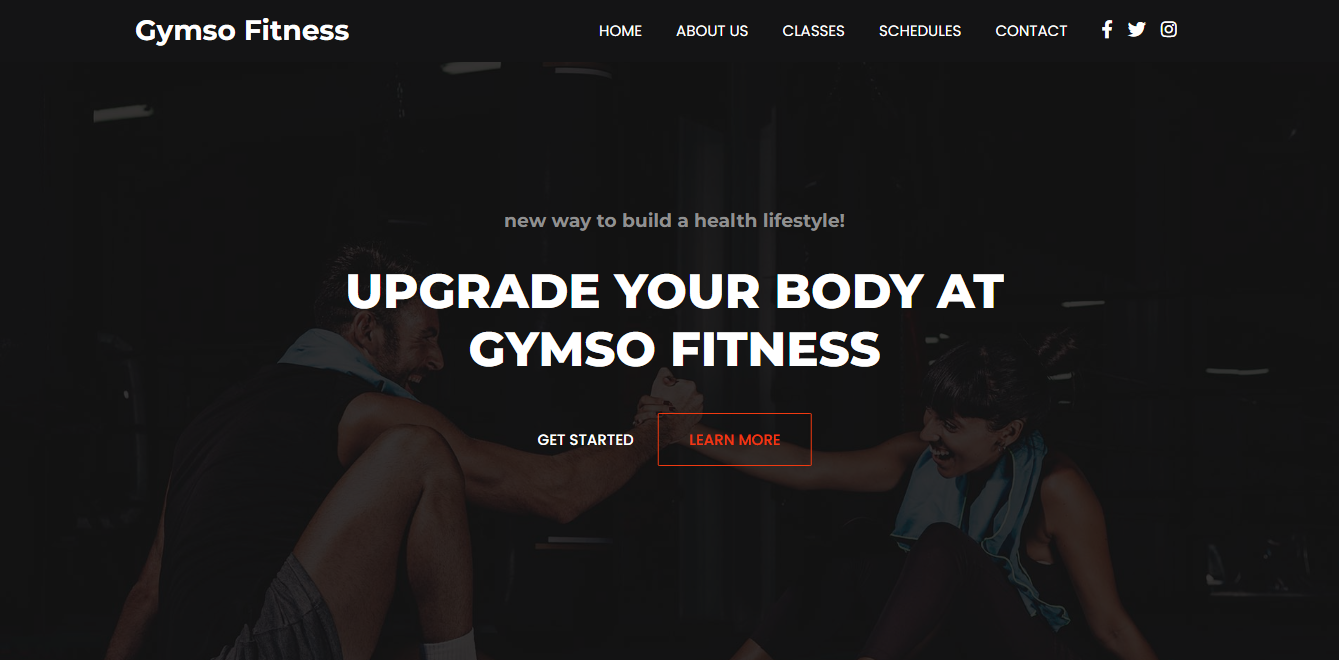 Gymso Fitness
HOME ABOUT US CLASSES SCHEDULES CONTACT
new way to build a health lifestyle!
UPGRADE YOUR BODY AT
GYMSO FITNESS
GET STARTED LEARN MORE